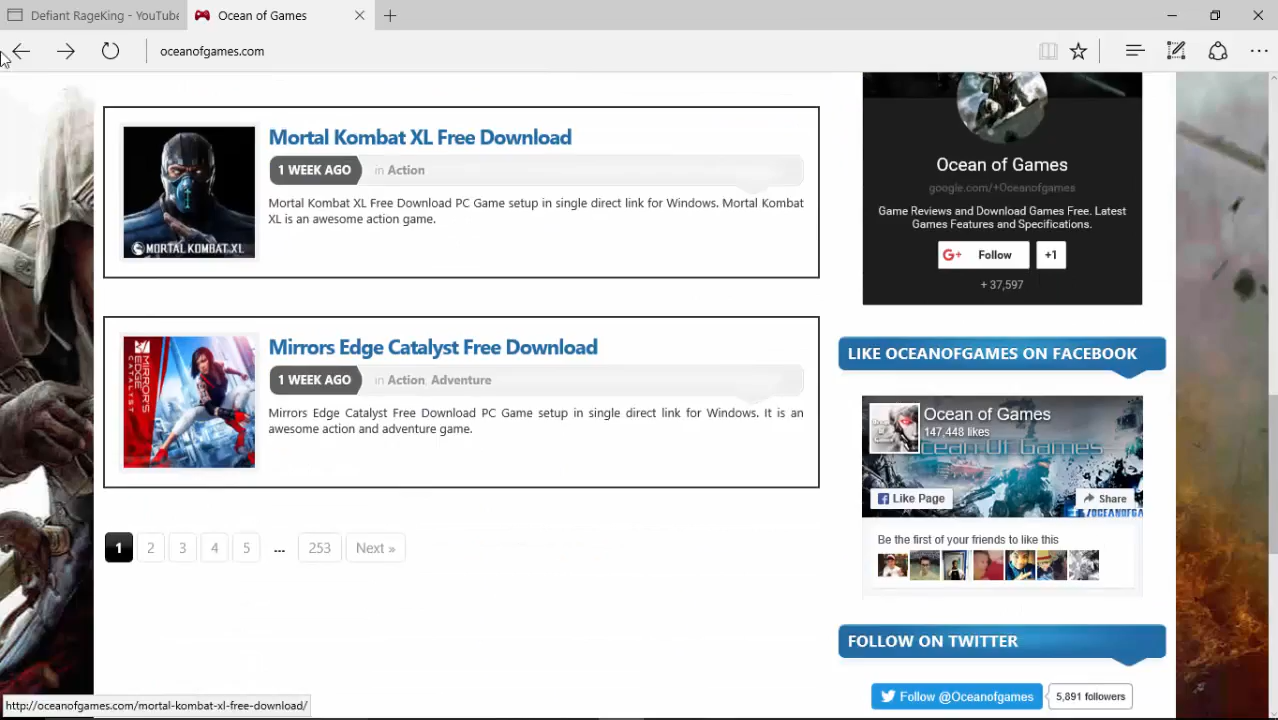 Defiant RageKing - YouTube
Ocean of Games
oceanofgames.com
Mortal Kombat XL Free Download
1 WEEK AGO in Action
Mortal Kombat XL Free Download PC Game setup in single direct link for Windows. Mortal Kombat
XL is an awesome action game.
MORTAL KOMBAT XL
Mirrors Edge Catalyst Free Download
1 WEEK AGO in Action, Adventure
Mirrors Edge Catalyst Free Download PC Game setup in single direct link for Windows. It is an
awesome action and adventure game.
MIRROR'S
EDGE
CATALYST
1 2 3 4 5 ... 253 Next »
Ocean of Games
google.com/+Oceanofgames
Game Reviews and Download Games Free. Latest
Games Features and Specifications.
G+ Follow +1
+ 37,597
LIKE OCEANOFGAMES ON FACEBOOK
Ocean of Games
147,448 likes
cean Of Games
Like Page Share
/OCEANOFGA
Be the first of your friends to like this
FOLLOW ON TWITTER
Follow @Oceanofgames 5,891 followers
http://oceanofgames.com/mortal-kombat-xl-free-download/